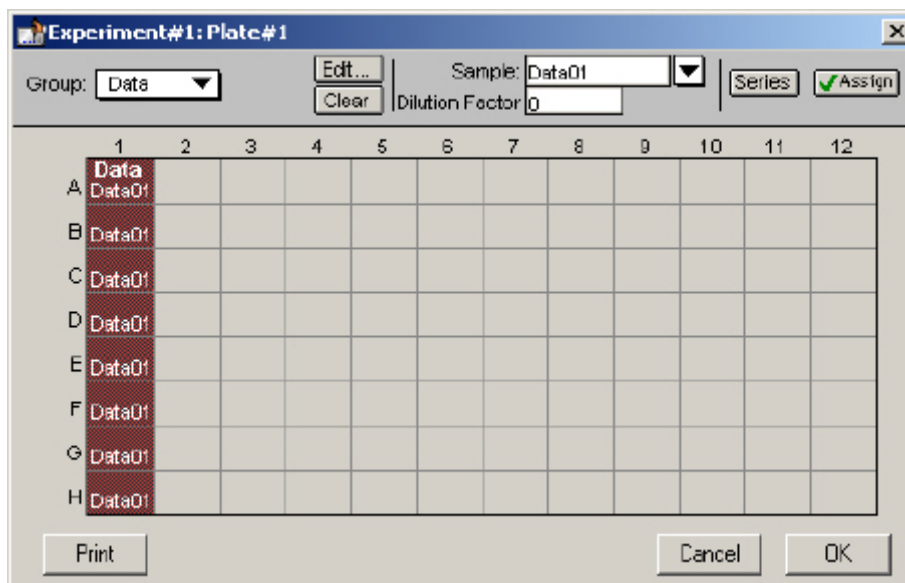 Experiment#1: Plate#1
Group: Data Edit... Sample: Data01 Series Assign
Clear Dilution Factor 0
1 2 3 4 5 6 7 8 9 10 11 12
Data
A Data01
B Data01
C Data01
D Data01
E Data01
F Data01
G Data01
H Data01
Print Cancel OK